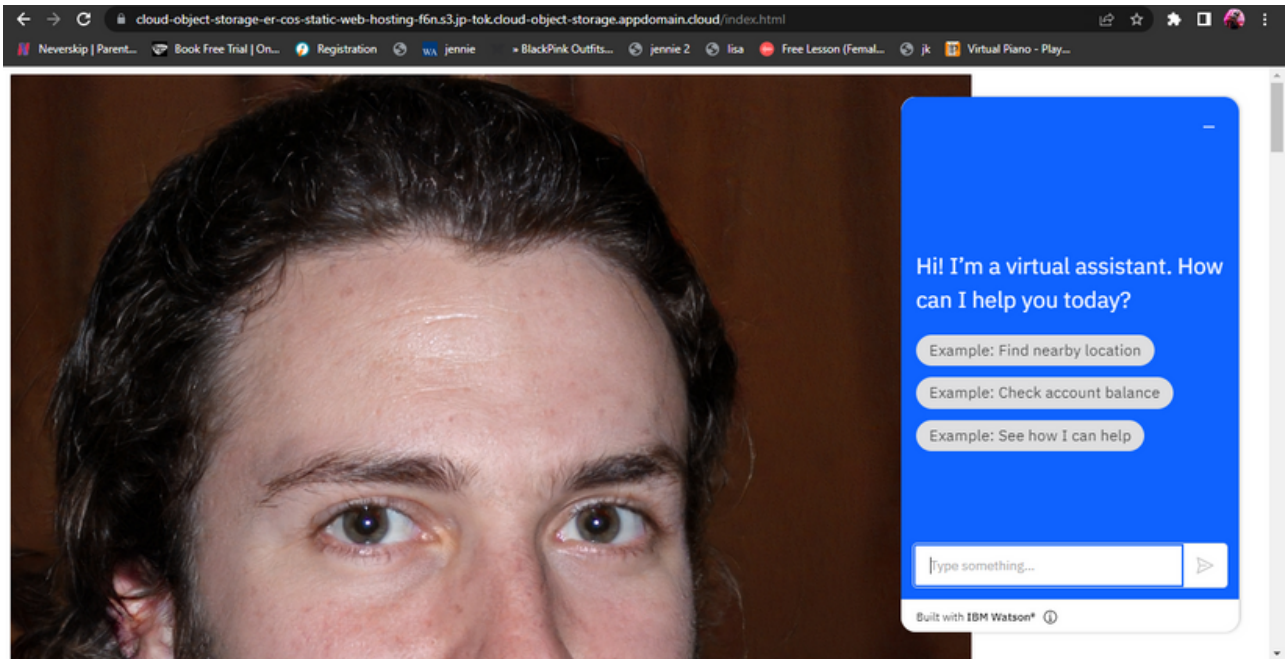 cloud-object-storage-er-cos-static-web-hosting-f6n.s3.jp-tok.cloud-object-storage.appdomain.cloud/index.html
Neverskip | Parent... Book Free Trial | On... Registration WA jennie » BlackPink Outfits... jennie 2 lisa Free Lesson (Femal... jk Virtual Piano - Play...
Hi! I'm a virtual assistant. How
can I help you today?
Example: Find nearby location
Example: Check account balance
Example: See how I can help
Type something...
Built with IBM Watson®